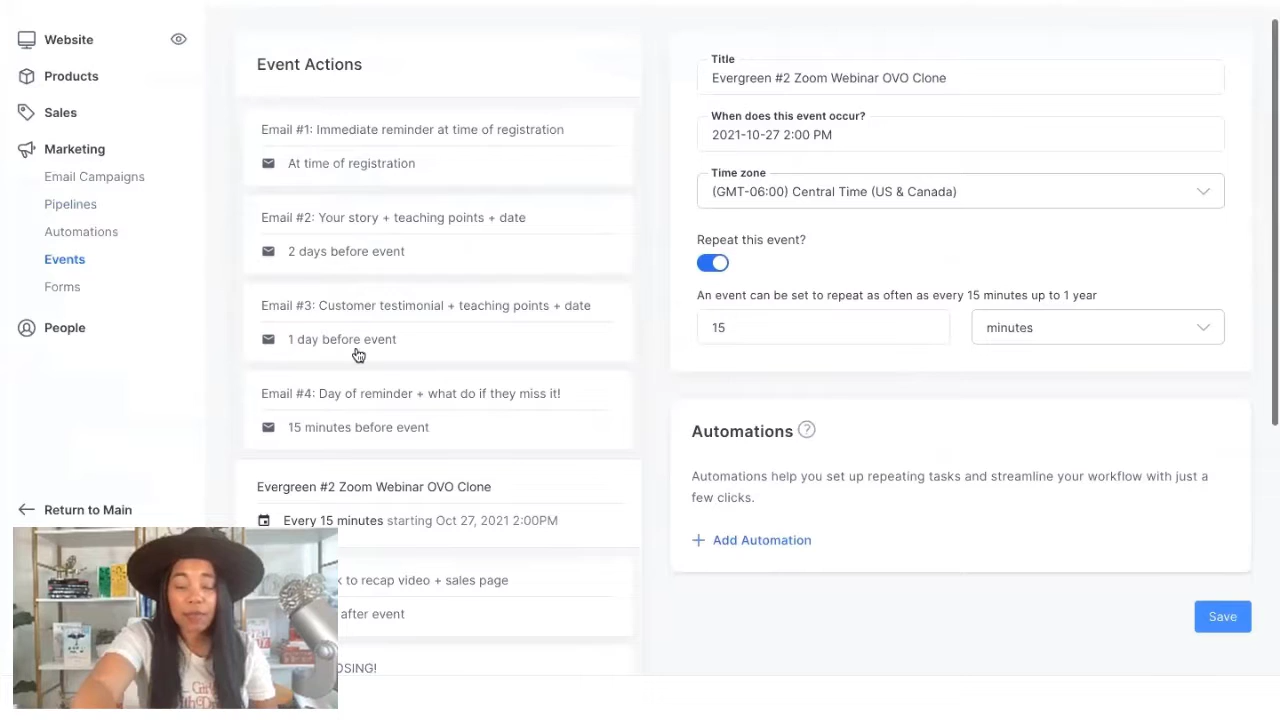 Website
Products
Sales
Marketing
Email Campaigns
Pipelines
Automations
Events
Forms
People
Return to Main
Event Actions
Email #1: Immediate reminder at time of registration
At time of registration
Email #2: Your story + teaching points + date
2 days before event
Email #3: Customer testimonial + teaching points + date
1 day before event
Email #4: Day of reminder + what do if they miss it!
15 minutes before event
Evergreen #2 Zoom Webinar OVO Clone
Every 15 minutes starting Oct 27, 2021 2:00PM
to recap video + sales page
after event
Title
Evergreen #2 Zoom Webinar OVO Clone
When does this event occur?
2021-10-27 2:00 PM
Time zone
(GMT-06:00) Central Time (US & Canada)
Repeat this event?
An event can be set to repeat as often as every 15 minutes up to 1 year
15
minutes
Automations ?
Automations help you set up repeating tasks and streamline your workflow with just a
few clicks.
+ Add Automation
Save